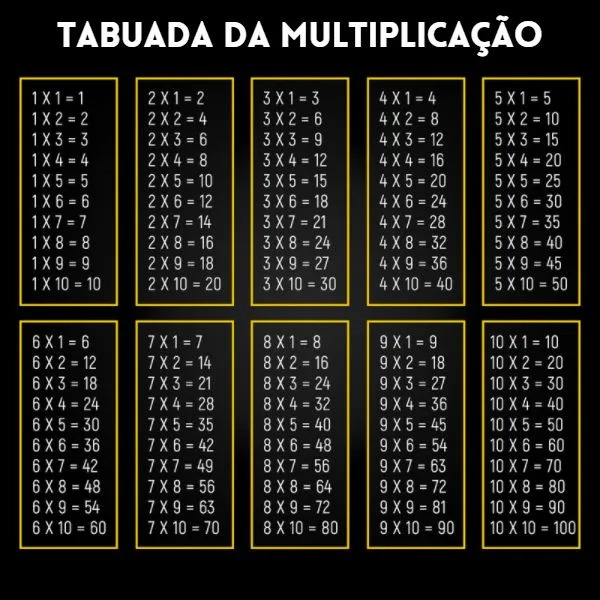 TABUADA DA MULTIPLICAÇÃO
1 X 1 = 1
1 X 2 = 2
1 X 3 = 3
1 X 4 = 4
1 X 5 = 5
1 X 6 = 6
1 X 7 = 7
1 X 8 = 8
1 X 9 = 9
1 X 10 = 10
2 X 1 = 2
2 X 2 = 4
2 X 3 = 6
2 X 4 = 8
2 X 5 = 10
2 X 6 = 12
2 X 7 = 14
2 X 8 = 16
2 X 9 = 18
2 X 10 = 20
3 X 1 = 3
3 X 2 = 6
3 X 3 = 9
3 X 4 = 12
3 X 5 = 15
3 X 6 = 18
3 X 7 = 21
3 X 8 = 24
3 X 9 = 27
3 X 10 = 30
4 X 1 = 4
4 X 2 = 8
4 X 3 = 12
4 X 4 = 16
4 X 5 = 20
4 X 6 = 24
4 X 7 = 28
4 X 8 = 32
4 X 9 = 36
4 X 10 = 40
5 X 1 = 5
5 X 2 = 10
5 X 3 = 15
5 X 4 = 20
5 X 5 = 25
5 X 6 = 30
5 X 7 = 35
5 X 8 = 40
5 X 9 = 45
5 X 10 = 50
6 X 1 = 6
6 X 2 = 12
6 X 3 = 18
6 X 4 = 24
6 X 5 = 30
6 X 6 = 36
6 X 7 = 42
6 X 8 = 48
6 X 9 = 54
6 X 10 = 60
7 X 1 = 7
7 X 2 = 14
7 X 3 = 21
7 X 4 = 28
7 X 5 = 35
7 X 6 = 42
7 X 7 = 49
7 X 8 = 56
7 X 9 = 63
7 X 10 = 70
8 X 1 = 8
8 X 2 = 16
8 X 3 = 24
8 X 4 = 32
8 X 5 = 40
8 X 6 = 48
8 X 7 = 56
8 X 8 = 64
8 X 9 = 72
8 X 10 = 80
9 X 1 = 9
9 X 2 = 18
9 X 3 = 27
9 X 4 = 36
9 X 5 = 45
9 X 6 = 54
9 X 7 = 63
9 X 8 = 72
9 X 9 = 81
9 X 10 = 90
10 X 1 = 10
10 X 2 = 20
10 X 3 = 30
10 X 4 = 40
10 X 5 = 50
10 X 6 = 60
10 X 7 = 70
10 X 8 = 80
10 X 9 = 90
10 X 10 = 100